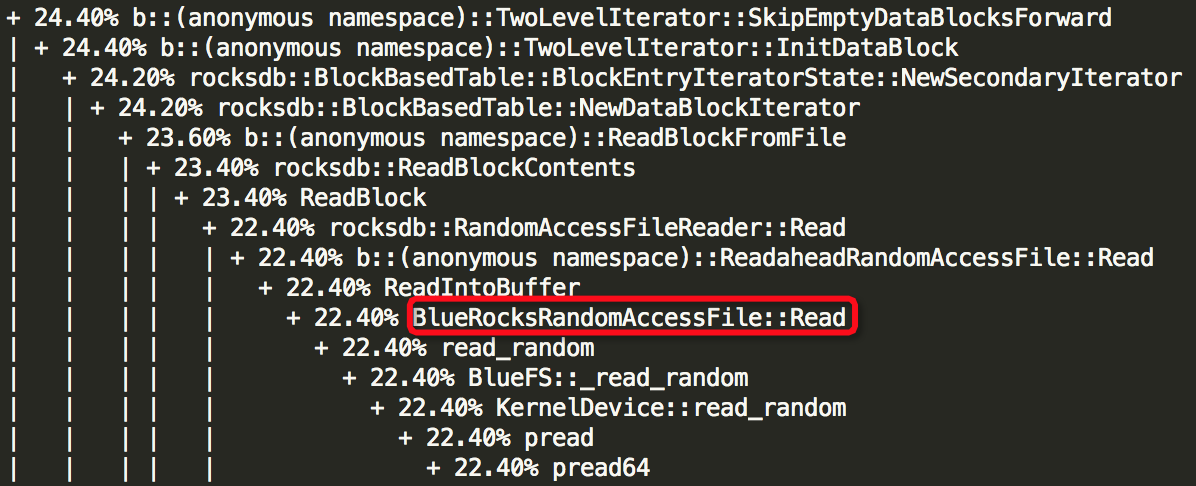 + 24.40% b::(anonymous namespace)::TwoLevelIterator::SkipEmptyDataBlocksForward
| + 24.40% b::(anonymous namespace)::TwoLevelIterator::InitDataBlock
|   + 24.20% rocksdb::BlockBasedTable::BlockEntryIteratorState::NewSecondaryIterator
|   | + 24.20% rocksdb::BlockBasedTable::NewDataBlockIterator
|   |   + 23.60% b::(anonymous namespace)::ReadBlockFromFile
|   |   | + 23.40% rocksdb::ReadBlockContents
|   |   | | + 23.40% ReadBlock
|   |   | |   + 22.40% rocksdb::RandomAccessFileReader::Read
|   |   | |   | + 22.40% b::(anonymous namespace)::ReadaheadRandomAccessFile::Read
|   |   | |   |   + 22.40% ReadIntoBuffer
|   |   | |   |     + 22.40% BlueRocksRandomAccessFile::Read
|   |   | |   |       + 22.40% read_random
|   |   | |   |         + 22.40% BlueFS::_read_random
|   |   | |   |           + 22.40% KernelDevice::read_random
|   |   | |   |             + 22.40% pread
|   |   | |   |               + 22.40% pread64